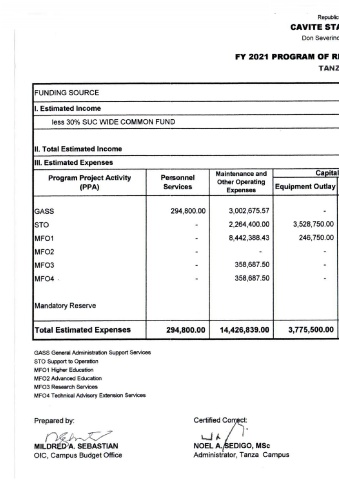 Republic
CAVITE STA
Don Severino
FY 2021 PROGRAM OF R
TANZ
FUNDING SOURCE
I. Estimated Income
less 30% SUC WIDE COMMON FUND
II. Total Estimated Income
III. Estimated Expenses
Program Project Activity (PPA) Personnel Services Maintenance and Other Operating Expenses Capital Equipment Outlay
GASS 294,800.00 3,002,675.57 -
STO - 2,264,400.00 3,528,750.00
MFO1 - 8,442,388.43 246,750.00
MFO2 - - -
MFO3 - 358,687.50
MFO4 - 358,687.50
Mandatory Reserve
Total Estimated Expenses 294,800.00 14,426,839.00 3,775,500.00
GASS General Administration Support Services
STO Support to Operation
MFO1 Higher Education
MFO2 Advanced Education
MFO3 Research Services
MFO4 Technical Advisory Extension Services
Prepared by: Certified Correct:
MILDRED A. SEBASTIAN NOEL A. SEDIGO, MSc
OIC, Campus Budget Office Administrator, Tanza Campus